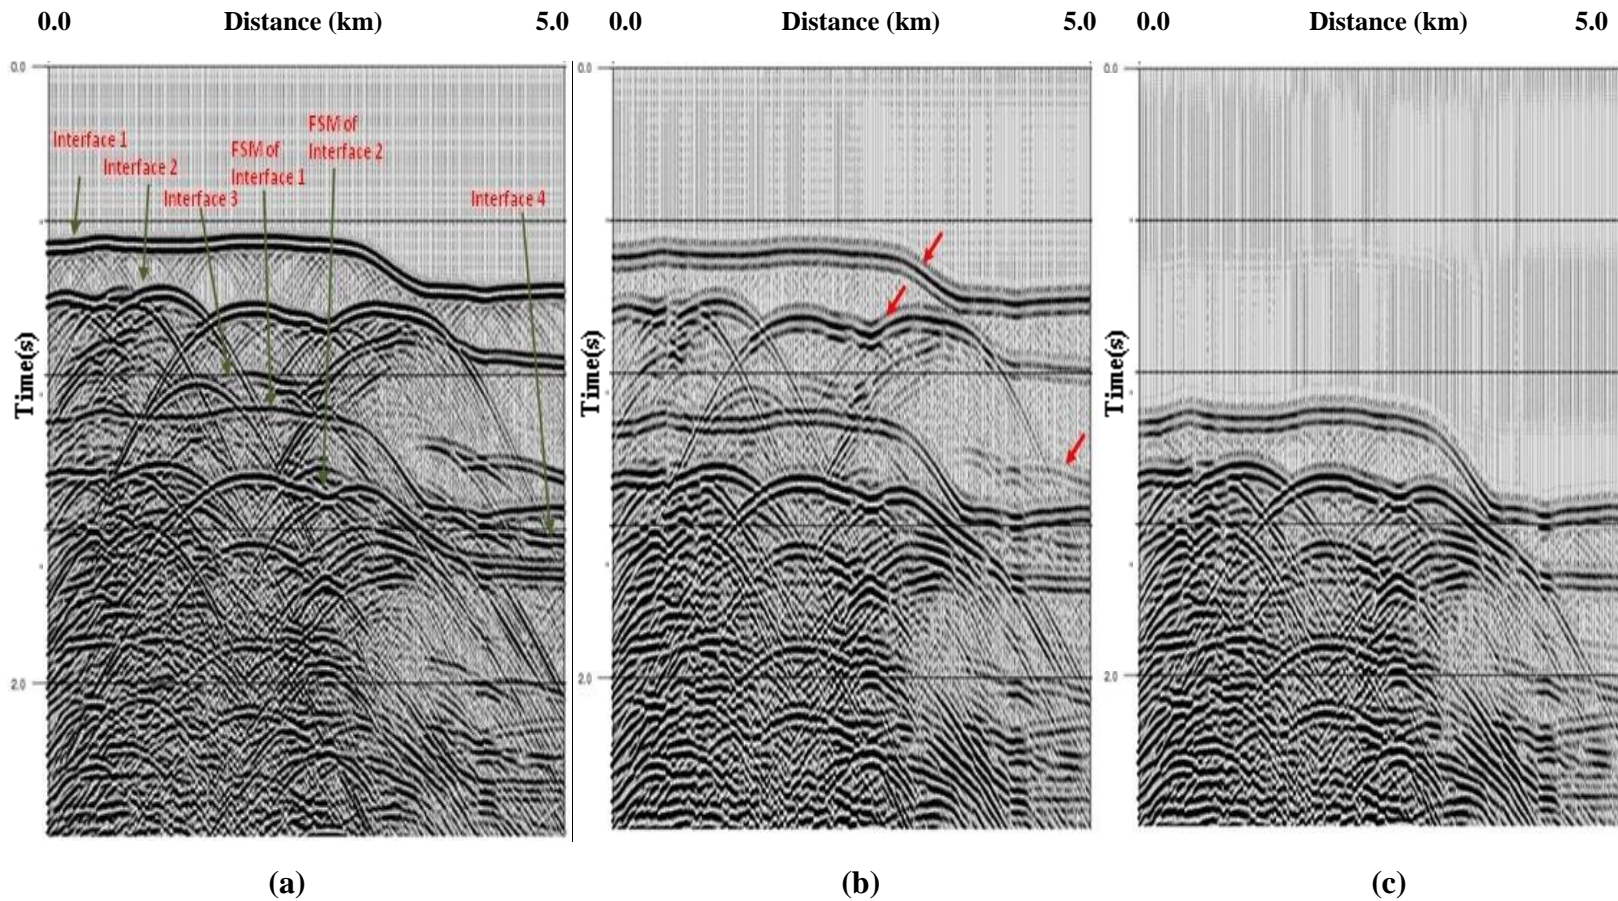 0.0 Distance (km) 5.0
0.0 Distance (km) 5.0
0.0 Distance (km) 5.0
0.0
Interface 1
Interface 2
Interface 3
FSM of
Interface 1
FSM of
Interface 2
Interface 4
Time(s)
2.0
0.0
Time(s)
2.0
0.0
Time(s)
2.0
(a)
(b)
(c)